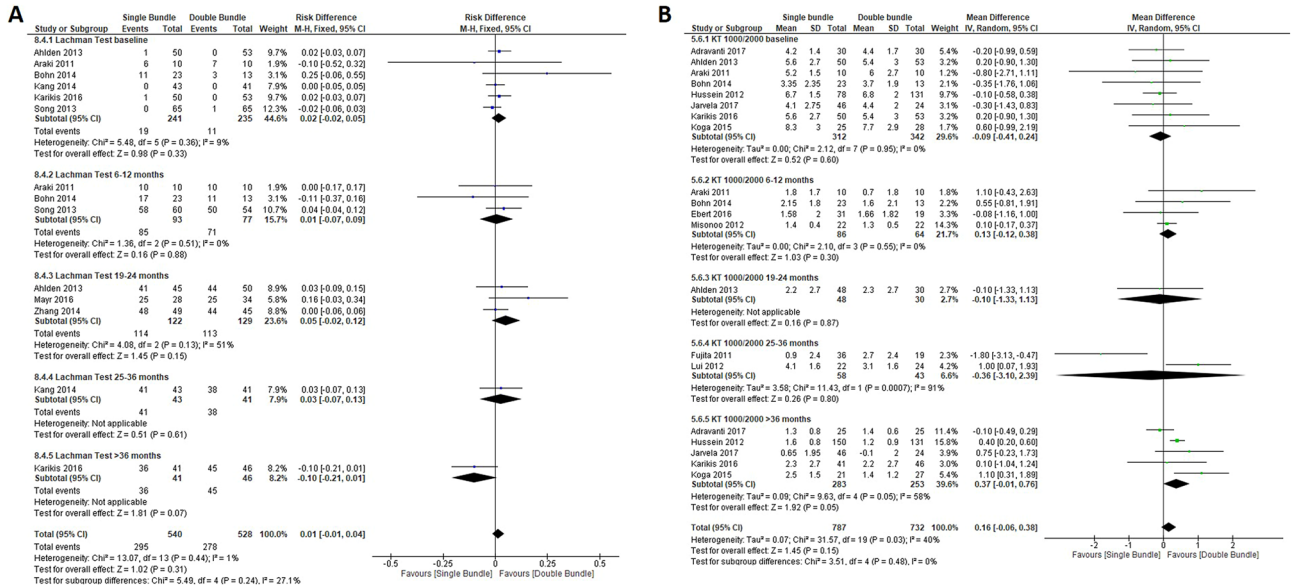 A
Single Bundle Double Bundle Risk Difference Risk Difference
Study or Subgroup Events Total Events Total Weight M-H, Fixed, 95% CI M-H, Fixed, 95% CI
8.4.1 Lachman Test baseline
Ahlden 2013 1 50 0 53 9.7% 0.02 [-0.03, 0.07]
Araki 2011 6 10 7 10 1.9% -0.10 [-0.52, 0.32]
Bohn 2014 11 23 3 13 3.1% 0.25 [-0.06, 0.55]
Kang 2014 0 43 0 41 7.9% 0.00 [-0.05, 0.05]
Karikis 2016 1 50 0 53 9.7% 0.02 [-0.03, 0.07]
Song 2013 0 65 1 65 12.3% -0.02 [-0.06, 0.03]
Subtotal (95% CI) 241 235 44.6% 0.02 [-0.02, 0.05]
Total events 19 11
Heterogeneity: Chi² = 5.48, df = 5 (P = 0.36); I² = 9%
Test for overall effect: Z = 0.98 (P = 0.33)
8.4.2 Lachman Test 6-12 months
Araki 2011 10 10 10 10 1.9% 0.00 [-0.17, 0.17]
Bohn 2014 17 23 11 13 3.1% -0.11 [-0.37, 0.16]
Song 2013 58 60 50 54 10.7% 0.04 [-0.04, 0.12]
Subtotal (95% CI) 93 77 15.7% 0.01 [-0.07, 0.09]
Total events 85 71
Heterogeneity: Chi² = 1.36, df = 2 (P = 0.51); I² = 0%
Test for overall effect: Z = 0.16 (P = 0.88)
8.4.3 Lachman Test 19-24 months
Ahlden 2013 41 45 44 50 8.9% 0.03 [-0.09, 0.15]
Mayr 2016 25 28 25 34 5.8% 0.16 [-0.03, 0.34]
Zhang 2014 48 49 44 45 8.8% 0.00 [-0.06, 0.06]
Subtotal (95% CI) 122 129 23.6% 0.05 [-0.02, 0.12]
Total events 114 113
Heterogeneity: Chi² = 4.08, df = 2 (P = 0.13); I² = 51%
Test for overall effect: Z = 1.45 (P = 0.15)
8.4.4 Lachman Test 25-36 months
Kang 2014 41 43 38 41 7.9% 0.03 [-0.07, 0.13]
Subtotal (95% CI) 43 41 7.9% 0.03 [-0.07, 0.13]
Total events 41 38
Heterogeneity: Not applicable
Test for overall effect: Z = 0.51 (P = 0.61)
8.4.5 Lachman Test >36 months
Karikis 2016 36 41 45 46 8.2% -0.10 [-0.21, 0.01]
Subtotal (95% CI) 41 46 8.2% -0.10 [-0.21, 0.01]
Total events 36 45
Heterogeneity: Not applicable
Test for overall effect: Z = 1.81 (P = 0.07)
Total (95% CI) 540 528 100.0% 0.01 [-0.01, 0.04]
Total events 295 278
Heterogeneity: Chi² = 13.07, df = 13 (P = 0.44); I² = 1%
Test for overall effect: Z = 1.02 (P = 0.31)
Test for subgroup differences: Chi² = 5.49, df = 4 (P = 0.24), I² = 27.1%
-0.5 -0.25 0 0.25 0.5
Favours [Single Bundle] Favours [Double Bundle]
B
Single bundle Double bundle Mean Difference Mean Difference
Study or Subgroup Mean SD Total Mean SD Total Weight IV, Random, 95% CI IV, Random, 95% CI
5.6.1 KT 1000/2000 baseline
Adravanti 2017 4.2 1.4 30 4.4 1.7 30 5.4% -0.20 [-0.99, 0.59]
Ahlden 2013 5.6 2.7 50 5.4 3 53 3.2% 0.20 [-0.90, 1.30]
Araki 2011 5.2 1.5 10 6 2.7 10 1.2% -0.80 [-2.71, 1.11]
Bohn 2014 3.35 2.35 23 3.7 1.9 13 2.1% -0.35 [-1.76, 1.06]
Hussein 2012 6.7 1.5 78 6.8 2 131 9.5% -0.10 [-0.58, 0.38]
Jarvela 2017 4.1 2.75 46 4.4 2 24 3.1% -0.30 [-1.43, 0.83]
Karikis 2016 5.6 2.7 50 5.4 3 53 3.2% 0.20 [-0.90, 1.30]
Koga 2015 8.3 3 25 7.7 2.9 28 1.7% 0.60 [-0.99, 2.19]
Subtotal (95% CI) 312 342 29.6% -0.09 [-0.41, 0.24]
Heterogeneity: Tau² = 0.00; Chi² = 2.12, df = 7 (P = 0.95); I² = 0%
Test for overall effect: Z = 0.52 (P = 0.60)
5.6.2 KT 1000/2000 6-12 months
Araki 2011 1.8 1.7 10 0.7 1.8 10 1.8% 1.10 [-0.43, 2.63]
Bohn 2014 2.15 1.8 23 1.6 2.1 13 2.2% 0.55 [-0.81, 1.91]
Ebert 2016 1.58 2 31 1.66 1.82 19 3.3% -0.08 [-1.16, 1.00]
Misonoo 2012 1.4 0.4 22 1.3 0.5 22 14.3% 0.10 [-0.17, 0.37]
Subtotal (95% CI) 86 64 21.7% 0.13 [-0.12, 0.38]
Heterogeneity: Tau² = 0.00; Chi² = 2.10, df = 3 (P = 0.55); I² = 0%
Test for overall effect: Z = 1.03 (P = 0.30)
5.6.3 KT 1000/2000 19-24 months
Ahlden 2013 2.2 2.7 48 2.3 2.7 30 2.7% -0.10 [-1.33, 1.13]
Subtotal (95% CI) 48 30 2.7% -0.10 [-1.33, 1.13]
Heterogeneity: Not applicable
Test for overall effect: Z = 0.16 (P = 0.87)
5.6.4 KT 1000/2000 25-36 months
Fujita 2011 0.9 2.4 36 2.7 2.4 19 2.3% -1.80 [-3.13, -0.47]
Lui 2012 4.1 1.6 22 3.1 1.6 24 4.2% 1.00 [0.07, 1.93]
Subtotal (95% CI) 58 43 6.6% -0.36 [-3.10, 2.39]
Heterogeneity: Tau² = 3.58; Chi² = 11.43, df = 1 (P = 0.0007); I² = 91%
Test for overall effect: Z = 0.26 (P = 0.80)
5.6.5 KT 1000/2000 >36 months
Adravanti 2017 1.3 0.8 25 1.4 0.6 25 11.4% -0.10 [-0.49, 0.29]
Hussein 2012 1.6 0.8 150 1.2 0.9 131 15.8% 0.40 [0.20, 0.60]
Jarvela 2017 0.65 1.95 46 -0.1 2 24 4.0% 0.75 [-0.23, 1.73]
Karikis 2016 2.3 2.7 41 2.2 2.7 46 3.0% 0.10 [-1.04, 1.24]
Koga 2015 2.5 1.5 21 1.4 1.2 27 5.4% 1.10 [0.31, 1.89]
Subtotal (95% CI) 283 253 39.6% 0.37 [-0.01, 0.76]
Heterogeneity: Tau² = 0.09; Chi² = 9.63, df = 4 (P = 0.05); I² = 58%
Test for overall effect: Z = 1.92 (P = 0.05)
Total (95% CI) 787 732 100.0% 0.16 [-0.06, 0.38]
Heterogeneity: Tau² = 0.07; Chi² = 31.57, df = 19 (P = 0.03); I² = 40%
Test for overall effect: Z = 1.45 (P = 0.15)
Test for subgroup differences: Chi² = 3.51, df = 4 (P = 0.48), I² = 0%
-2 -1 0 1 2
Favours [Single Bundle] Favours [Double Bundle]